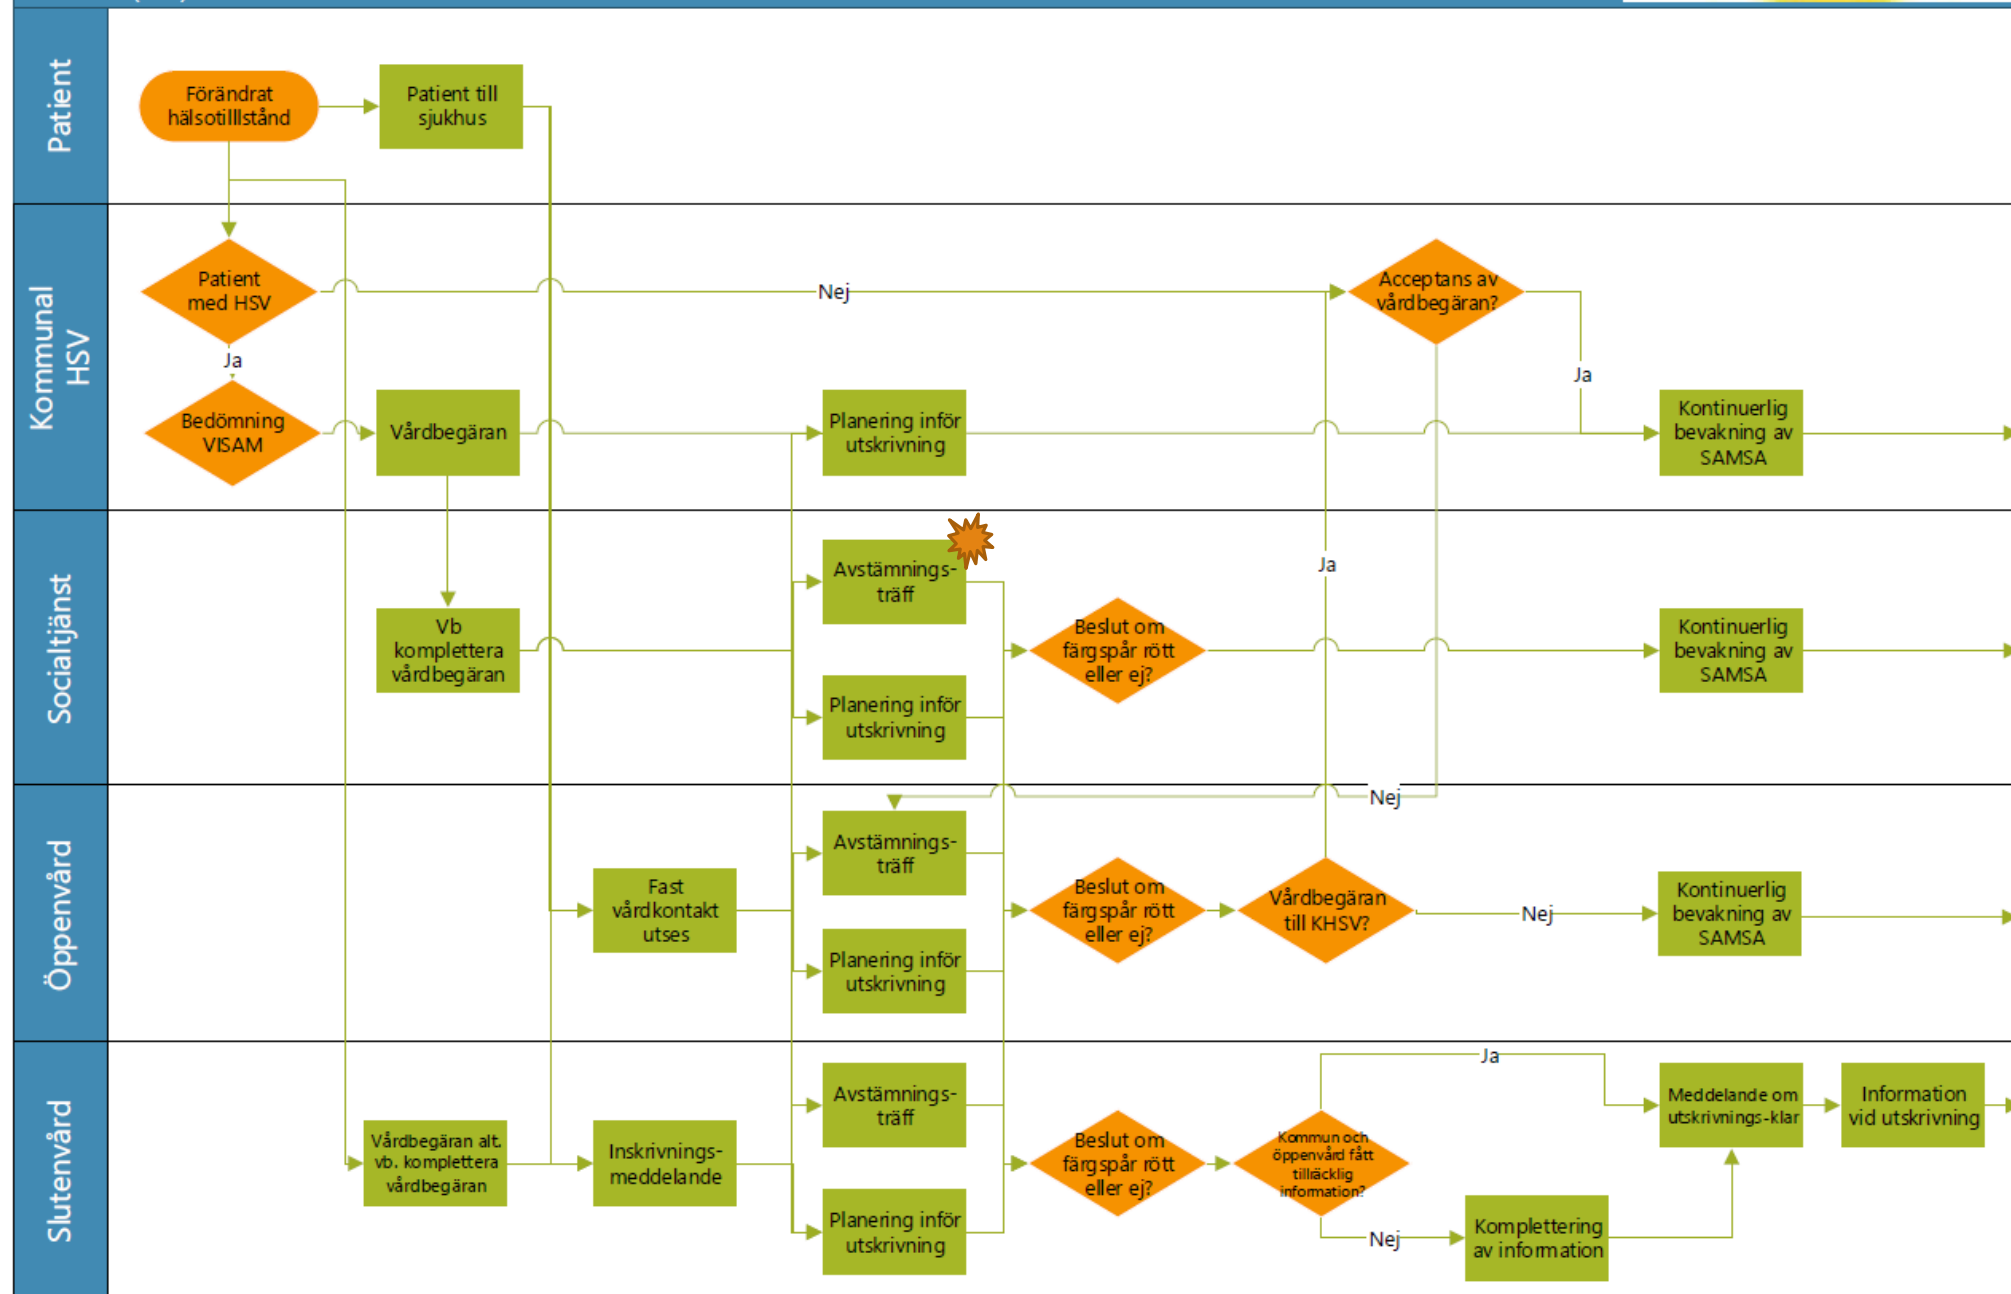 Patient
Förändrat
hälsotilllstånd
Patient till
sjukhus
Kommunal
HSV
Patient
med HSV
Nej
Acceptans av
vårdbegäran?
Ja
Ja
Bedömning
VISAM
Vårdbegäran
Planering inför
utskrivning
Kontinuerlig
bevakning av
SAMSA
Socialtjänst
Avstämnings-
träff
Ja
Vb
komplettera
vårdbegäran
Beslut om
färgspår rött
eller ej?
Kontinuerlig
bevakning av
SAMSA
Planering inför
utskrivning
Nej
Öppenvård
Avstämnings-
träff
Fast
vårdkontakt
utses
Beslut om
färgspår rött
eller ej?
Vårdbegäran
till KHSV?
Nej
Kontinuerlig
bevakning av
SAMSA
Planering inför
utskrivning
Slutenvård
Ja
Avstämnings-
träff
Meddelande om
utskrivnings-klar
Information
vid utskrivning
Vårdbegäran alt.
vb. komplettera
vårdbegäran
Inskrivnings-
meddelande
Beslut om
färgspår rött
eller ej?
Kommun och
öppenvård fått
tillräcklig
information?
Planering inför
utskrivning
Nej
Komplettering
av information